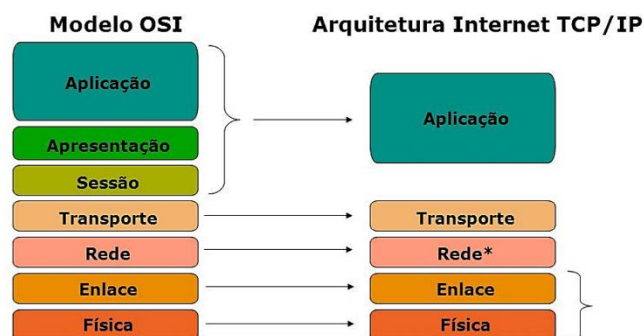 Modelo OSI
Arquitetura Internet TCP/IP
Aplicação
Apresentação
Sessão
Transporte
Rede
Enlace
Física
Aplicação
Transporte
Rede*
Enlace
Física